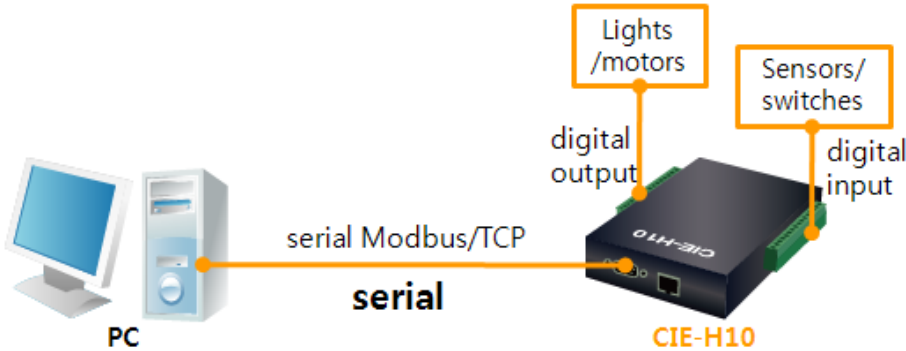 Lights
/motors
Sensors/
switches
digital
output
digital
input
CIE-H10
serial Modbus/TCP
serial
PC
CIE-H10